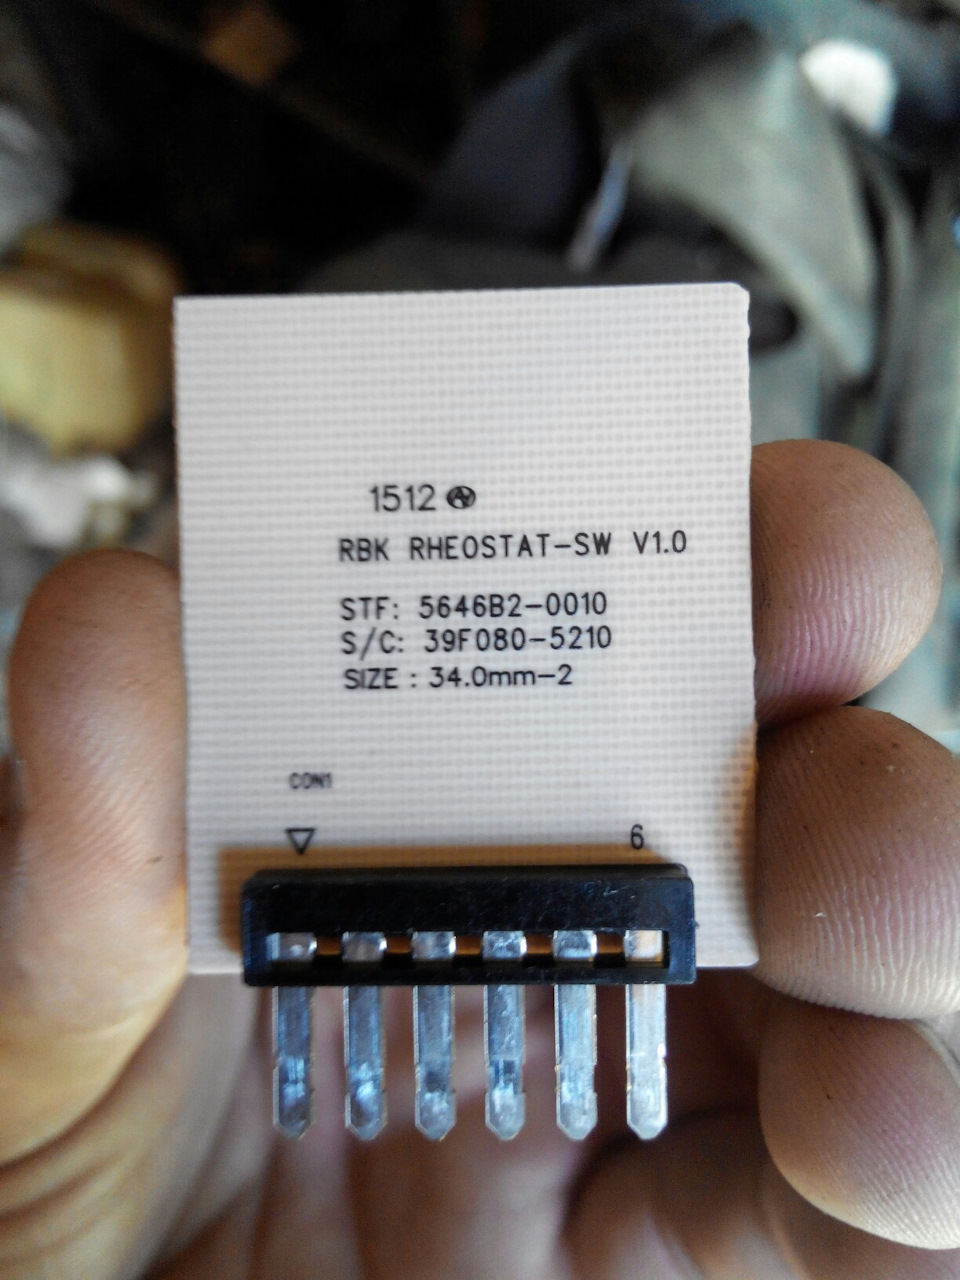 1512
RBK RHEOSTAT-SW V1.0
STF: 5646B2-0010
S/C: 39F080-5210
SIZE : 34.0mm-2
CON1
6